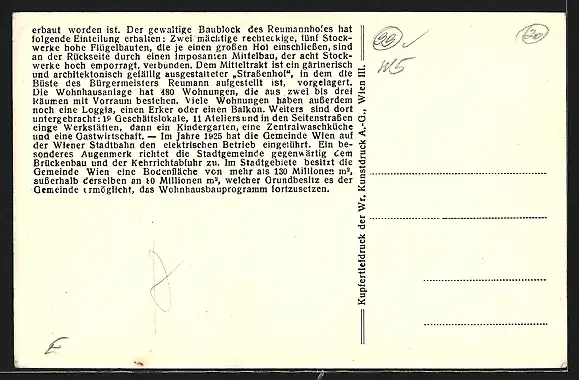 erbaut worden ist. Der gewaltige Baublock des Reumannhofes hat
folgende Einteilung erhalten: Zwei mächtige rechteckige, fünf Stock-
werke hohe Flügelbauten, die je einen großen Hof einschließen, sind
an der Rückseite durch einen imposanten Mittelbau, der acht Stock-
werke hoch emporragt, verbunden. Dem Mitteltrakt ist ein gärtnerisch
und architektonisch gefällig ausgestalteter „Straßenhof“, in dem die
Büste des Bürgermeisters Reumann aufgestellt ist, vorgelagert.
Die Wohnhausanlage hat 480 Wohnungen, die aus zwei bis drei
Räumen mit Vorraum bestehen. Viele Wohnungen haben außerdem
noch eine Loggia, einen Erker oder einen Balkon. Weiters sind dort
untergebracht: 19 Geschäftslokale, 11 Ateliers und in den Seitenstraßen
einge Werkstätten, dann ein Kindergarten, eine Zentralwaschküche
und eine Gastwirtschaft. — Im Jahre 1925 hat die Gemeinde Wien auf
der Wiener Stadtbahn den elektrischen Betrieb eingeführt. Ein be-
sonderes Augenmerk richtet die Stadtgemeinde gegenwärtig dem
Brückenbau und der Kehrrichtabfuhr zu. Im Stadtgebiete besitzt die
Gemeinde Wien eine Bodenfläche von mehr als 130 Millionen m²,
außerhalb derselben an 40 Millionen m², welcher Grundbesitz es der
Gemeinde ermöglicht, das Wohnhausbauprogramm fortzusetzen.
Kupfertiefdruck der Wr. Kunstdruck A.-G., Wien III.
W5
20
E